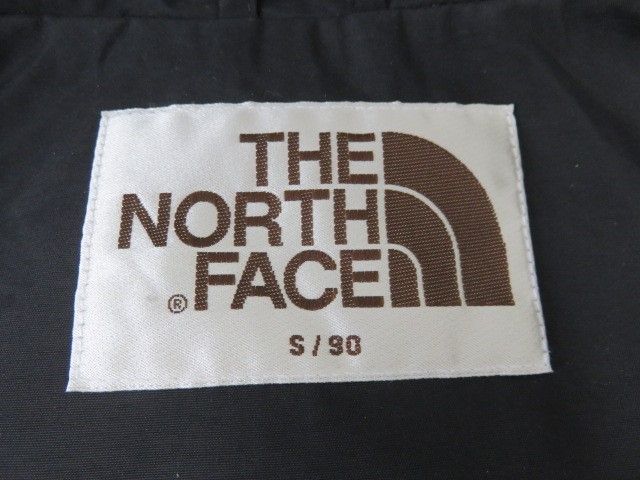 THE
NORTH
FACE
®
S / 90